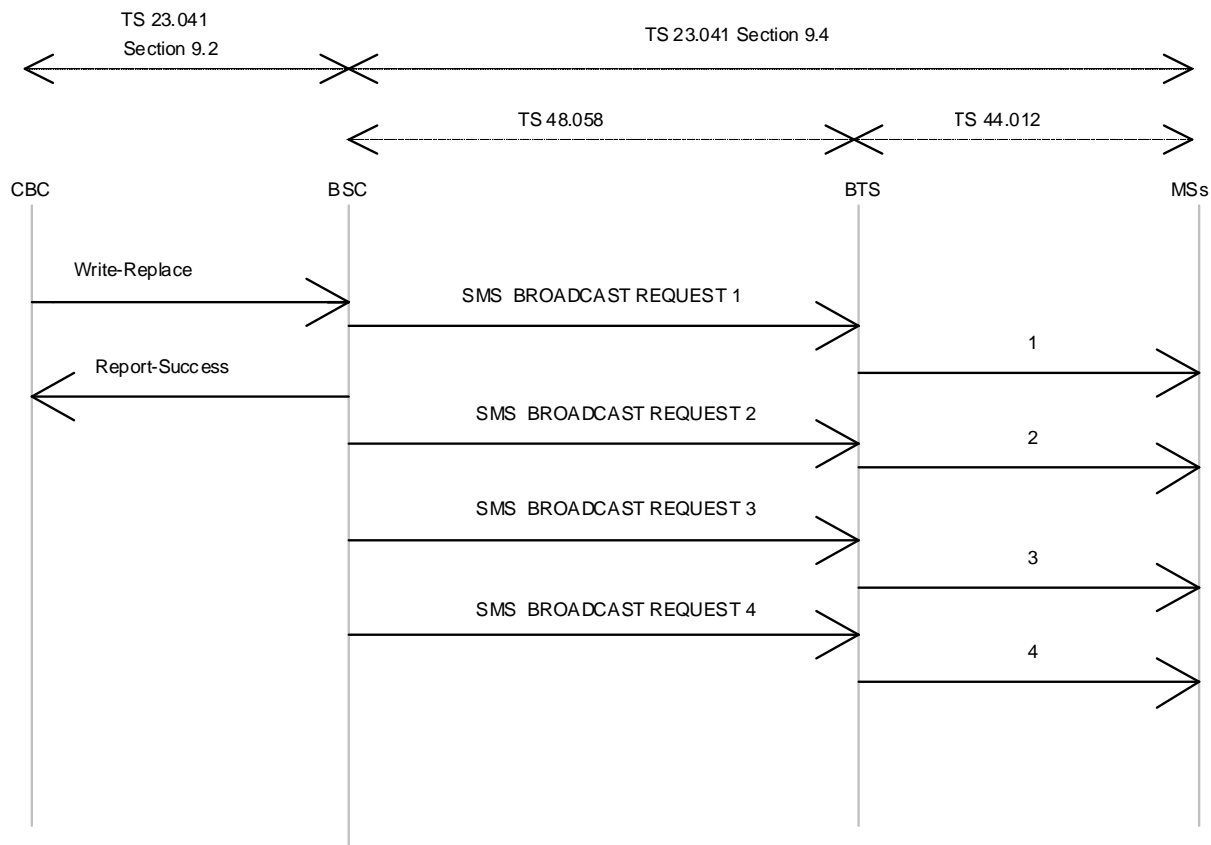 TS 23.041
Section 9.2
TS 23.041 Section 9.4
TS 48.058
TS 44.012
CBC
BSC
BTS
MSs
Write-Replace
SMS BROADCAST REQUEST 1
1
Report-Success
SMS BROADCAST REQUEST 2
2
SMS BROADCAST REQUEST 3
3
SMS BROADCAST REQUEST 4
4